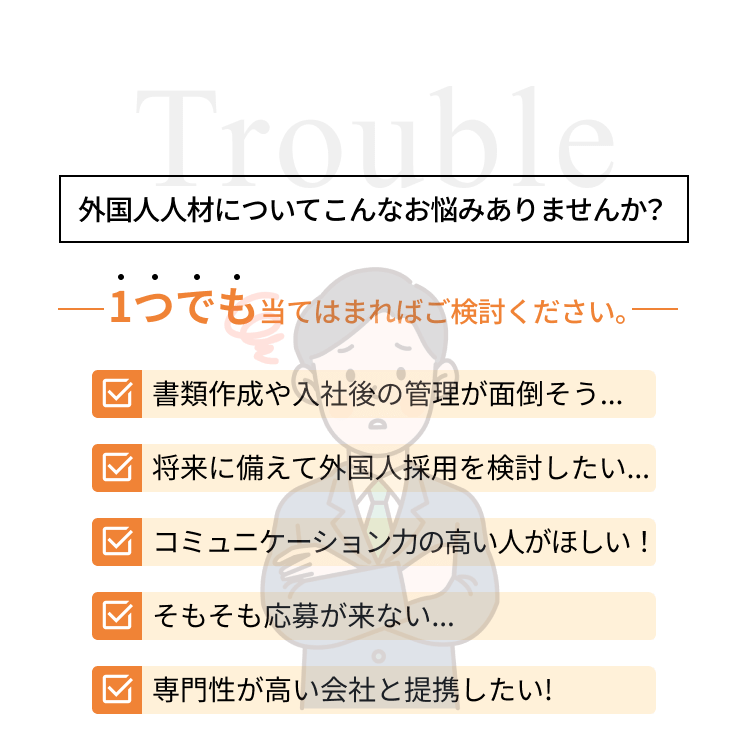 Trouble
外国人人材についてこんなお悩みありませんか?
1つでも当てはまればご検討ください。
書類作成や入社後の管理が面倒そう...
将来に備えて外国人採用を検討したい...
コミュニケーション力の高い人がほしい！
そもそも応募が来ない...
専門性が高い会社と提携したい!